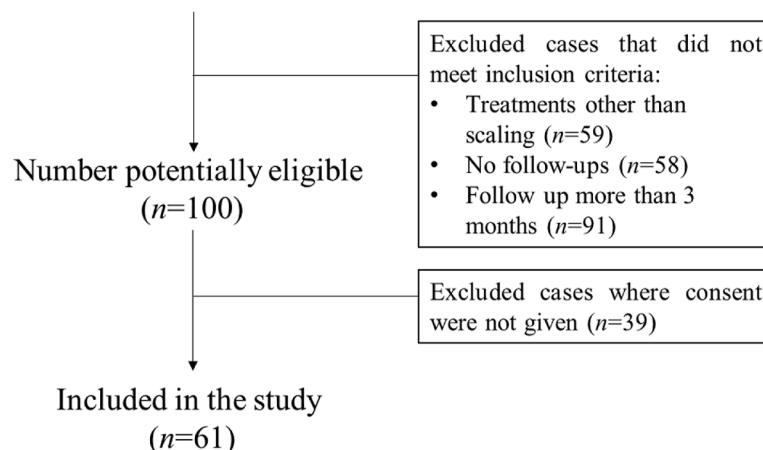 Excluded cases that did not
meet inclusion criteria:
• Treatments other than
scaling (n=59)
• No follow-ups (n=58)
• Follow up more than 3
months (n=91)
Number potentially eligible
(n=100)
Excluded cases where consent
were not given (n=39)
Included in the study
(n=61)